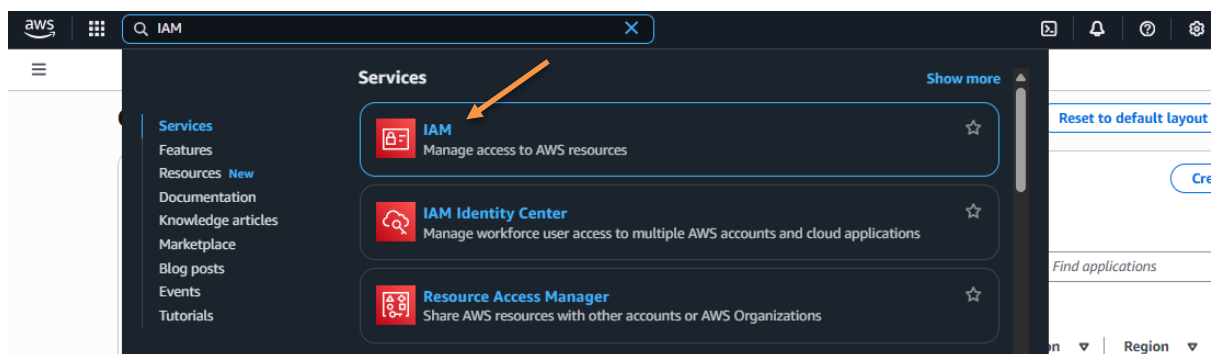 aws
IAM
Services
Show more
Services
Features
Resources New
Documentation
Knowledge articles
Marketplace
Blog posts
Events
Tutorials
IAM
Manage access to AWS resources
IAM Identity Center
Manage workforce user access to multiple AWS accounts and cloud applications
Resource Access Manager
Share AWS resources with other accounts or AWS Organizations
Reset to default layout
Cre
Find applications
on
Region